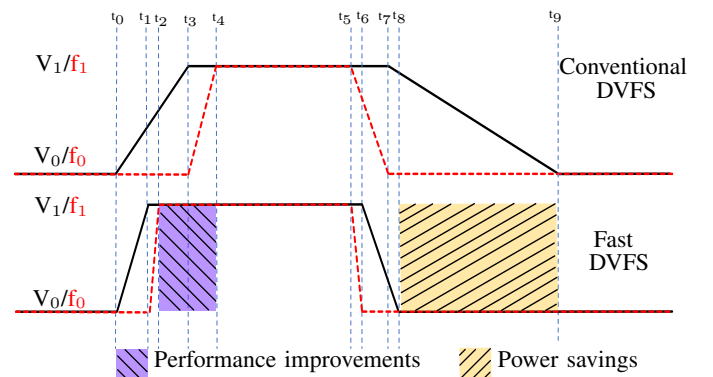 t0 t1 t2 t3 t4 t5 t6 t7 t8 t9
V1/f1
Conventional
DVFS
V0/f0
V1/f1
Fast
DVFS
V0/f0
Performance improvements
Power savings